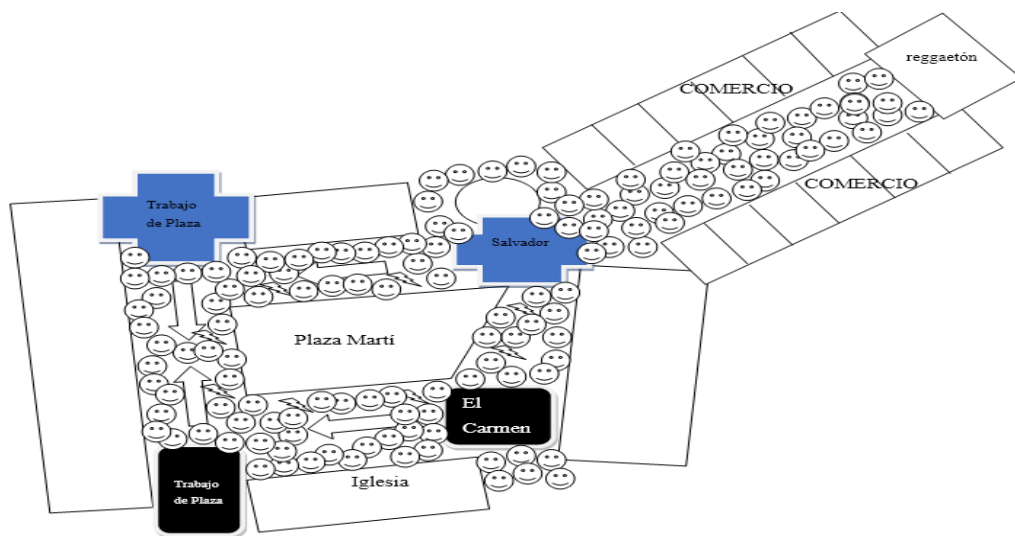 reggaetón
COMERCIO
COMERCIO
Trabajo
de Plaza
Salvador
Plaza Martí
El
Carmen
Iglesia
Trabajo
de Plaza